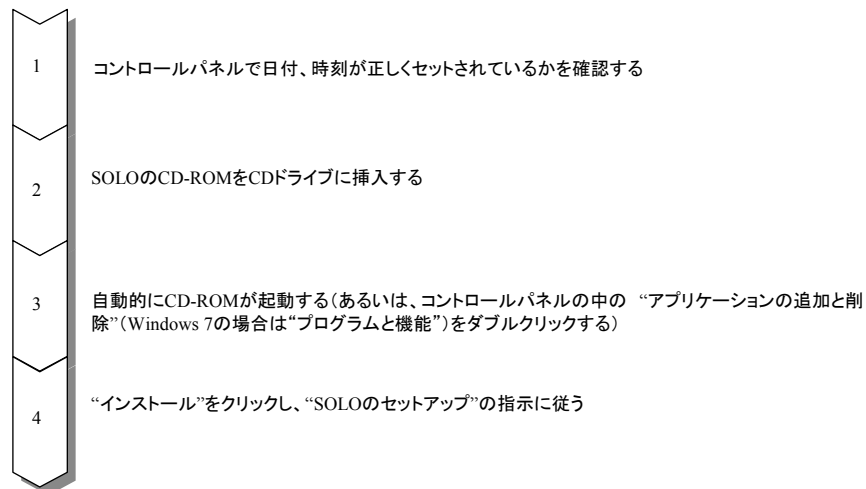 1
コントロールパネルで日付、時刻が正しくセットされているかを確認する
2
SOLOのCD-ROMをCDドライブに挿入する
3
自動的にCD-ROMが起動する（あるいは、コントロールパネルの中の “アプリケーションの追加と削
除”（Windows 7の場合は“プログラムと機能”）をダブルクリックする）
4
“インストール”をクリックし、“SOLOのセットアップ”の指示に従う